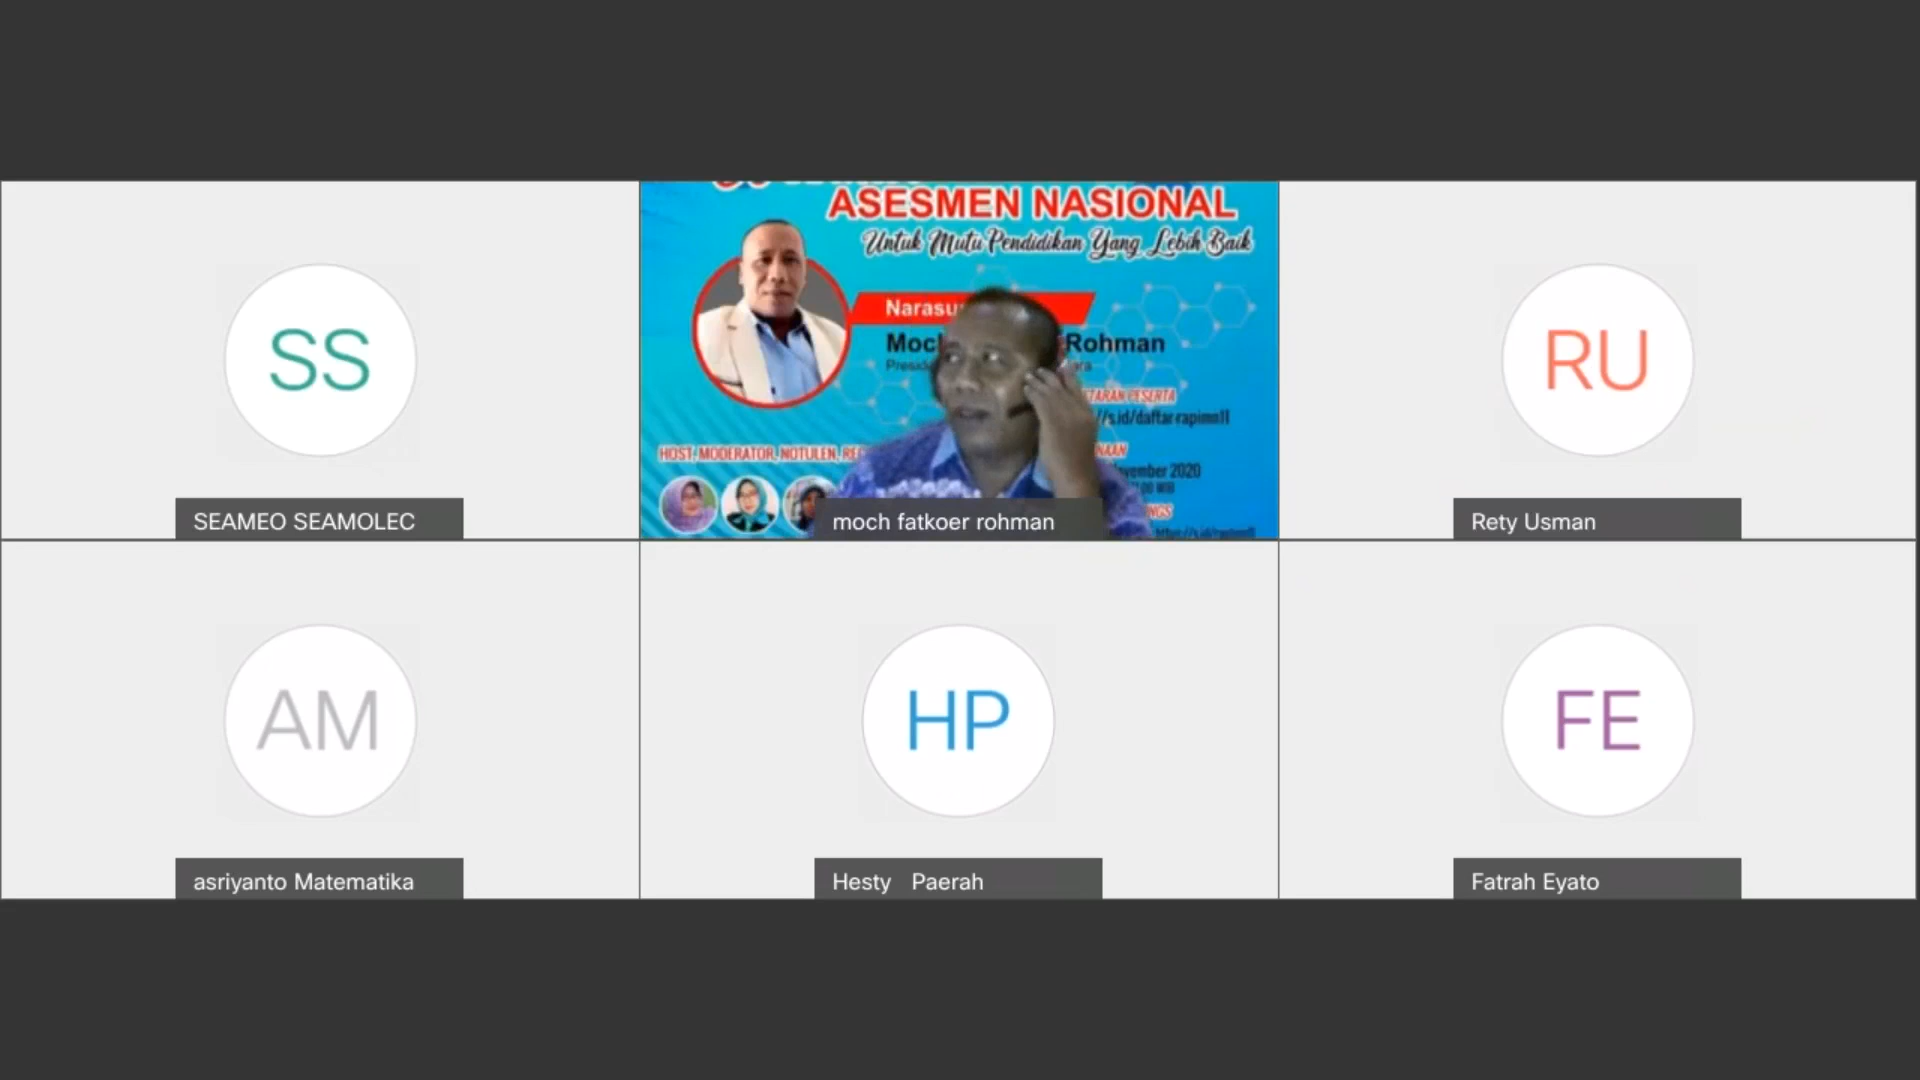 ASESMEN NASIONAL
Untuk Mutu Pendidikan Yang Lebih Baik
SS
RU
Rohman
HOST, MODERATOR, NOTULEN,
2020
SEAMEO SEAMOLEC
moch fatkoer rohman
Rety Usman
AM
HP
FE
asriyanto Matematika
Hesty Paerah
Fatrah Eyato